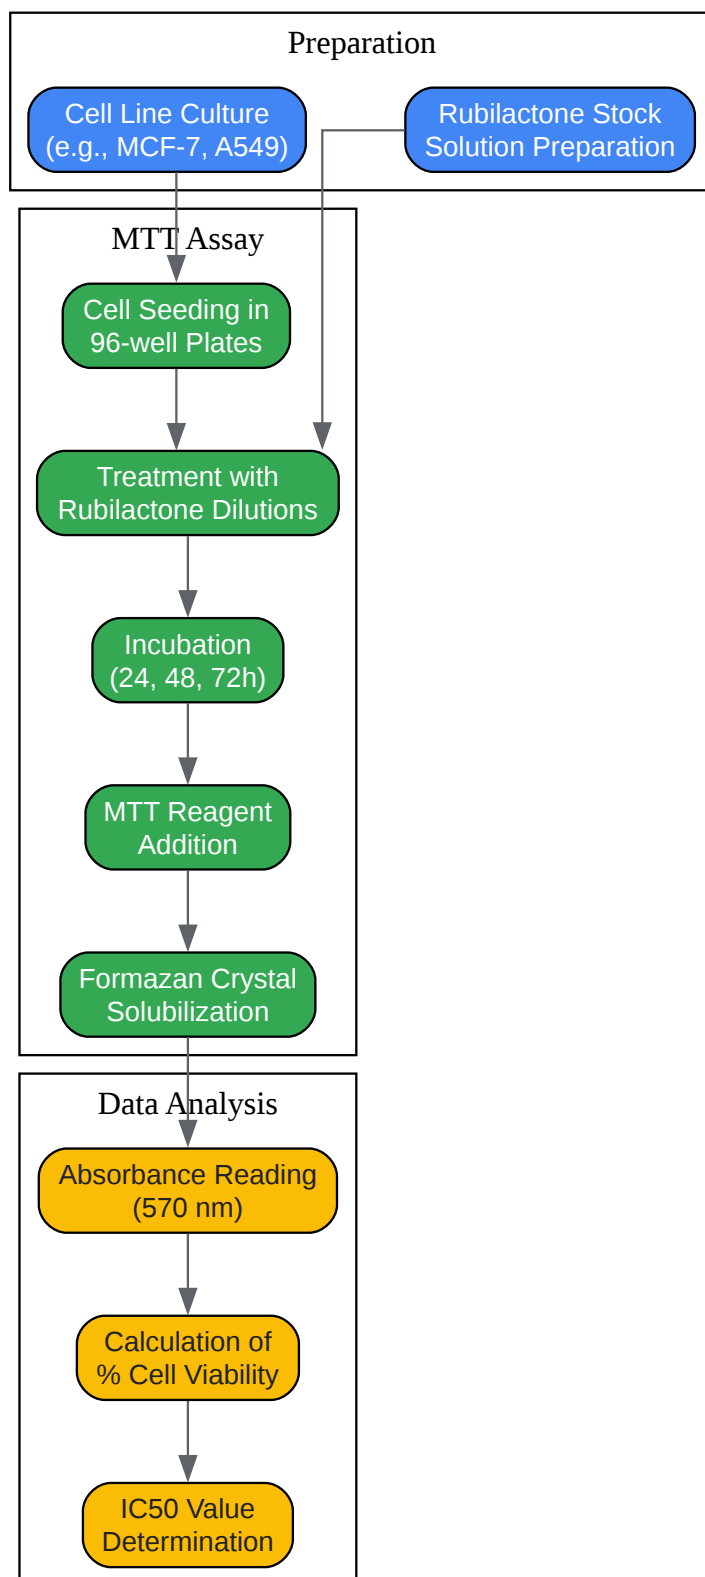 Preparation
Cell Line Culture
(e.g., MCF-7, A549)
Rubilactone Stock
Solution Preparation
MTT Assay
Cell Seeding in
96-well Plates
Treatment with
Rubilactone Dilutions
Incubation
(24, 48, 72h)
MTT Reagent
Addition
Formazan Crystal
Solubilization
Data Analysis
Absorbance Reading
(570 nm)
Calculation of
% Cell Viability
IC50 Value
Determination